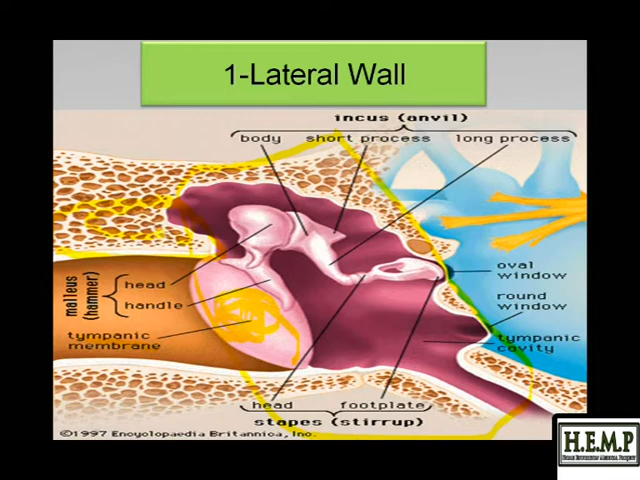 1-Lateral Wall
incus (anvil)
body short process long process
oval
window
round
window
malleus
(hammer)
head
handle
tympanic
membrane
tympanic
cavity
head footplate
stapes (stirrup)
©1997 Encyclopaedia Britannica, Inc.
H.E.M.P